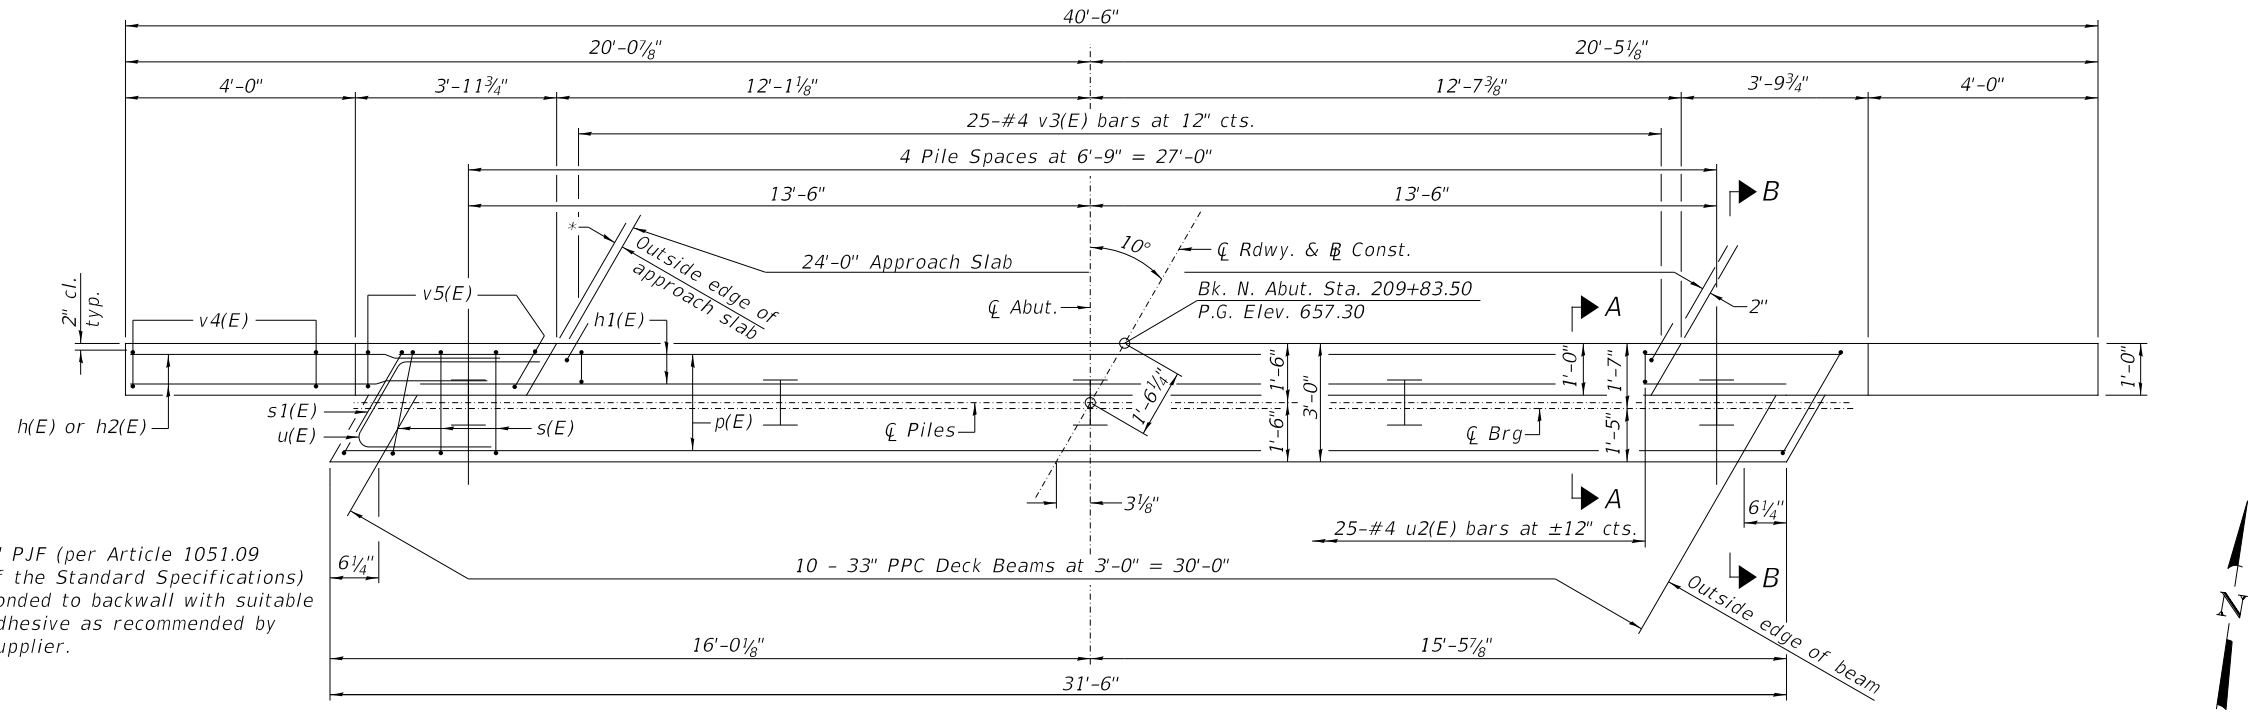 40'-6"
20'-0⅞" 20'-5⅛"
4'-0" 3'-11¾" 12'-1⅛" 12'-7⅜" 3'-9¾" 4'-0"
25-#4 v3(E) bars at 12" cts.
4 Pile Spaces at 6'-9" = 27'-0"
13'-6" 13'-6"
B
*
Outside edge of
approach slab
24'-0" Approach Slab
10°
℄ Rdwy. & B Const.
2" cl.
typ.
v4(E)
v5(E)
h1(E)
℄ Abut.
Bk. N. Abut. Sta. 209+83.50
P.G. Elev. 657.30
A
2"
1'-6" 1'-0" 1'-7" 1'-0"
3'-0"
1'-6¼"
h(E) or h2(E)
s1(E)
u(E)
s(E)
p(E)
℄ Piles
1'-6"
℄ Brg
1'-5"
A
3⅛"
6¼"
25-#4 u2(E) bars at ±12" cts.
PJF (per Article 1051.09
the Standard Specifications)
to backwall with suitable
as recommended by
6¼"
10 - 33" PPC Deck Beams at 3'-0" = 30'-0"
B
Outside edge of beam
N
16'-0⅛" 15'-5⅞"
31'-6"